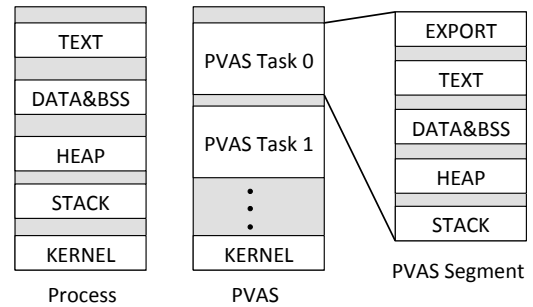 TEXT
DATA&BSS
HEAP
STACK
KERNEL
Process
PVAS Task 0
PVAS Task 1
KERNEL
PVAS
EXPORT
TEXT
DATA&BSS
HEAP
STACK
PVAS Segment